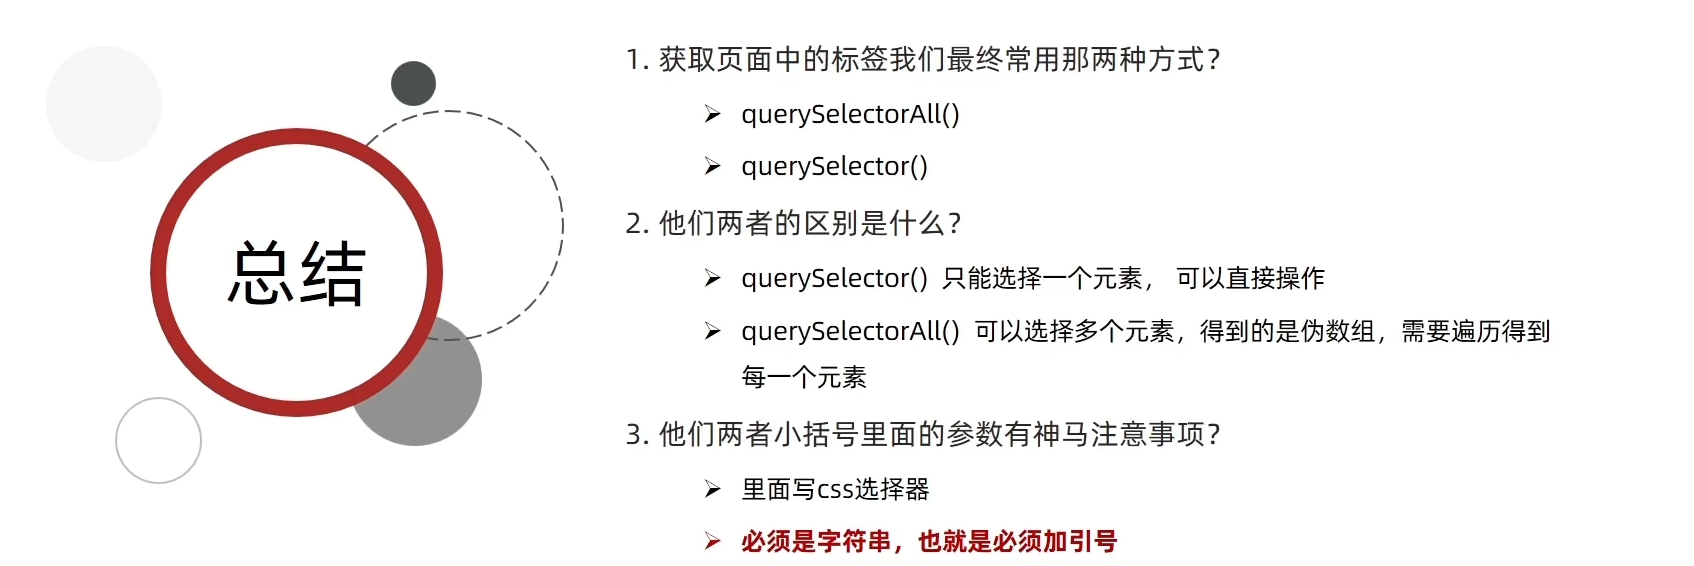 总结
1. 获取页面中的标签我们最终常用那两种方式？
➢ querySelectorAll()
➢ querySelector()
2. 他们两者的区别是什么？
➢ querySelector() 只能选择一个元素， 可以直接操作
➢ querySelectorAll() 可以选择多个元素，得到的是伪数组，需要遍历得到
每一个元素
3. 他们两者小括号里面的参数有神马注意事项？
➢ 里面写css选择器
➢ 必须是字符串，也就是必须加引号